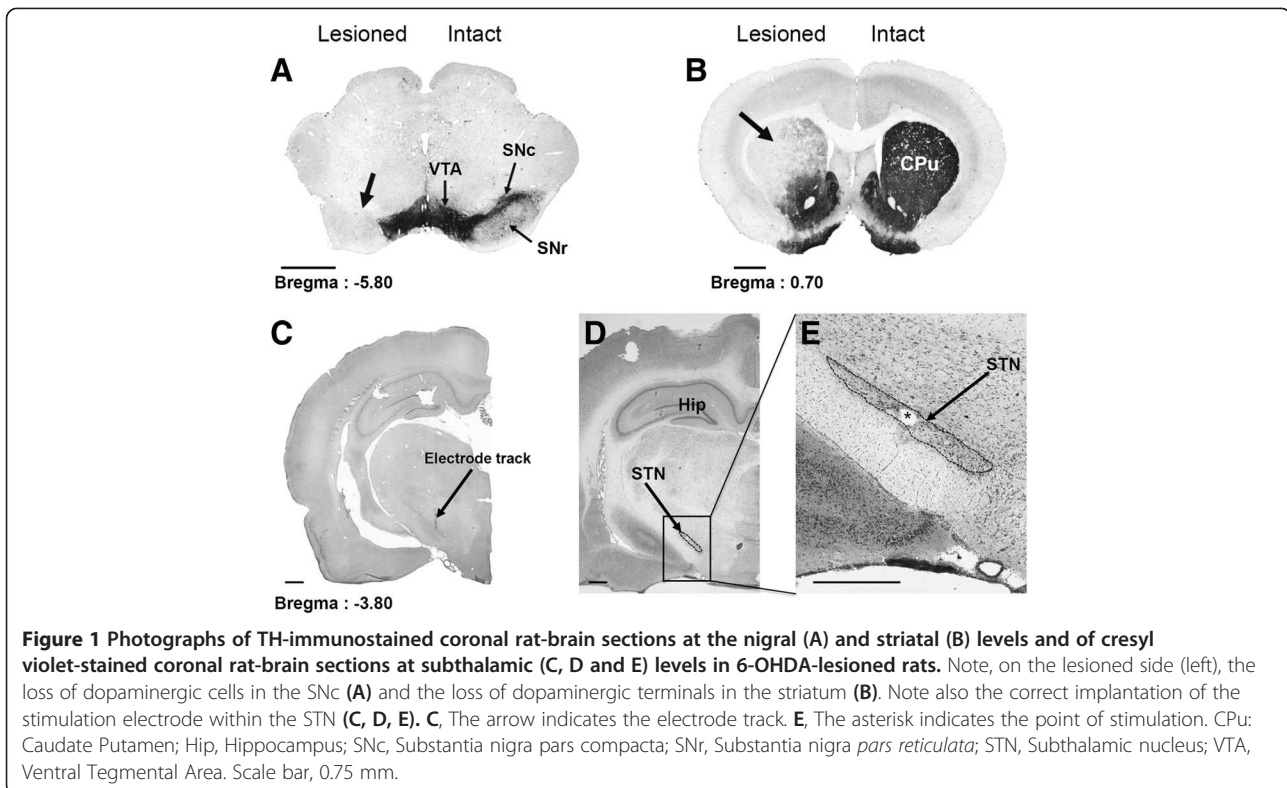 Lesioned Intact
A
VTA
SNc
SNr
Bregma : -5.80
Lesioned Intact
B
CPu
Bregma : 0.70
C
Electrode track
Bregma : -3.80
D
Hip
STN
E
STN
*
Figure 1 Photographs of TH-immunostained coronal rat-brain sections at the nigral (A) and striatal (B) levels and of cresyl
violet-stained coronal rat-brain sections at subthalamic (C, D and E) levels in 6-OHDA-lesioned rats. Note, on the lesioned side (left), the
loss of dopaminergic cells in the SNc (A) and the loss of dopaminergic terminals in the striatum (B). Note also the correct implantation of the
stimulation electrode within the STN (C, D, E). C, The arrow indicates the electrode track. E, The asterisk indicates the point of stimulation. CPu:
Caudate Putamen; Hip, Hippocampus; SNc, Substantia nigra pars compacta; SNr, Substantia nigra pars reticulata; STN, Subthalamic nucleus; VTA,
Ventral Tegmental Area. Scale bar, 0.75 mm.